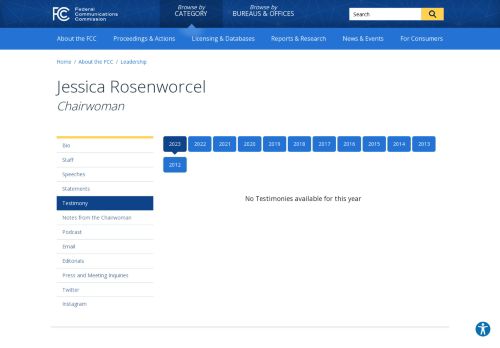 FCC
Federal
Communications
Commission
Browse by
CATEGORY
Browse by
BUREAUS & OFFICES
Search
About the FCC
Proceedings & Actions
Licensing & Databases
Reports & Research
News & Events
For Consumers
Home / About the FCC / Leadership
Jessica Rosenworcel
Chairwoman
Bio
Staff
Speeches
Statements
Testimony
Notes from the Chairwoman
Podcast
Email
Editorials
Press and Meeting Inquiries
Twitter
Instagram
2023 2022 2021 2020 2019 2018 2017 2016 2015 2014 2013
2012
No Testimonies available for this year